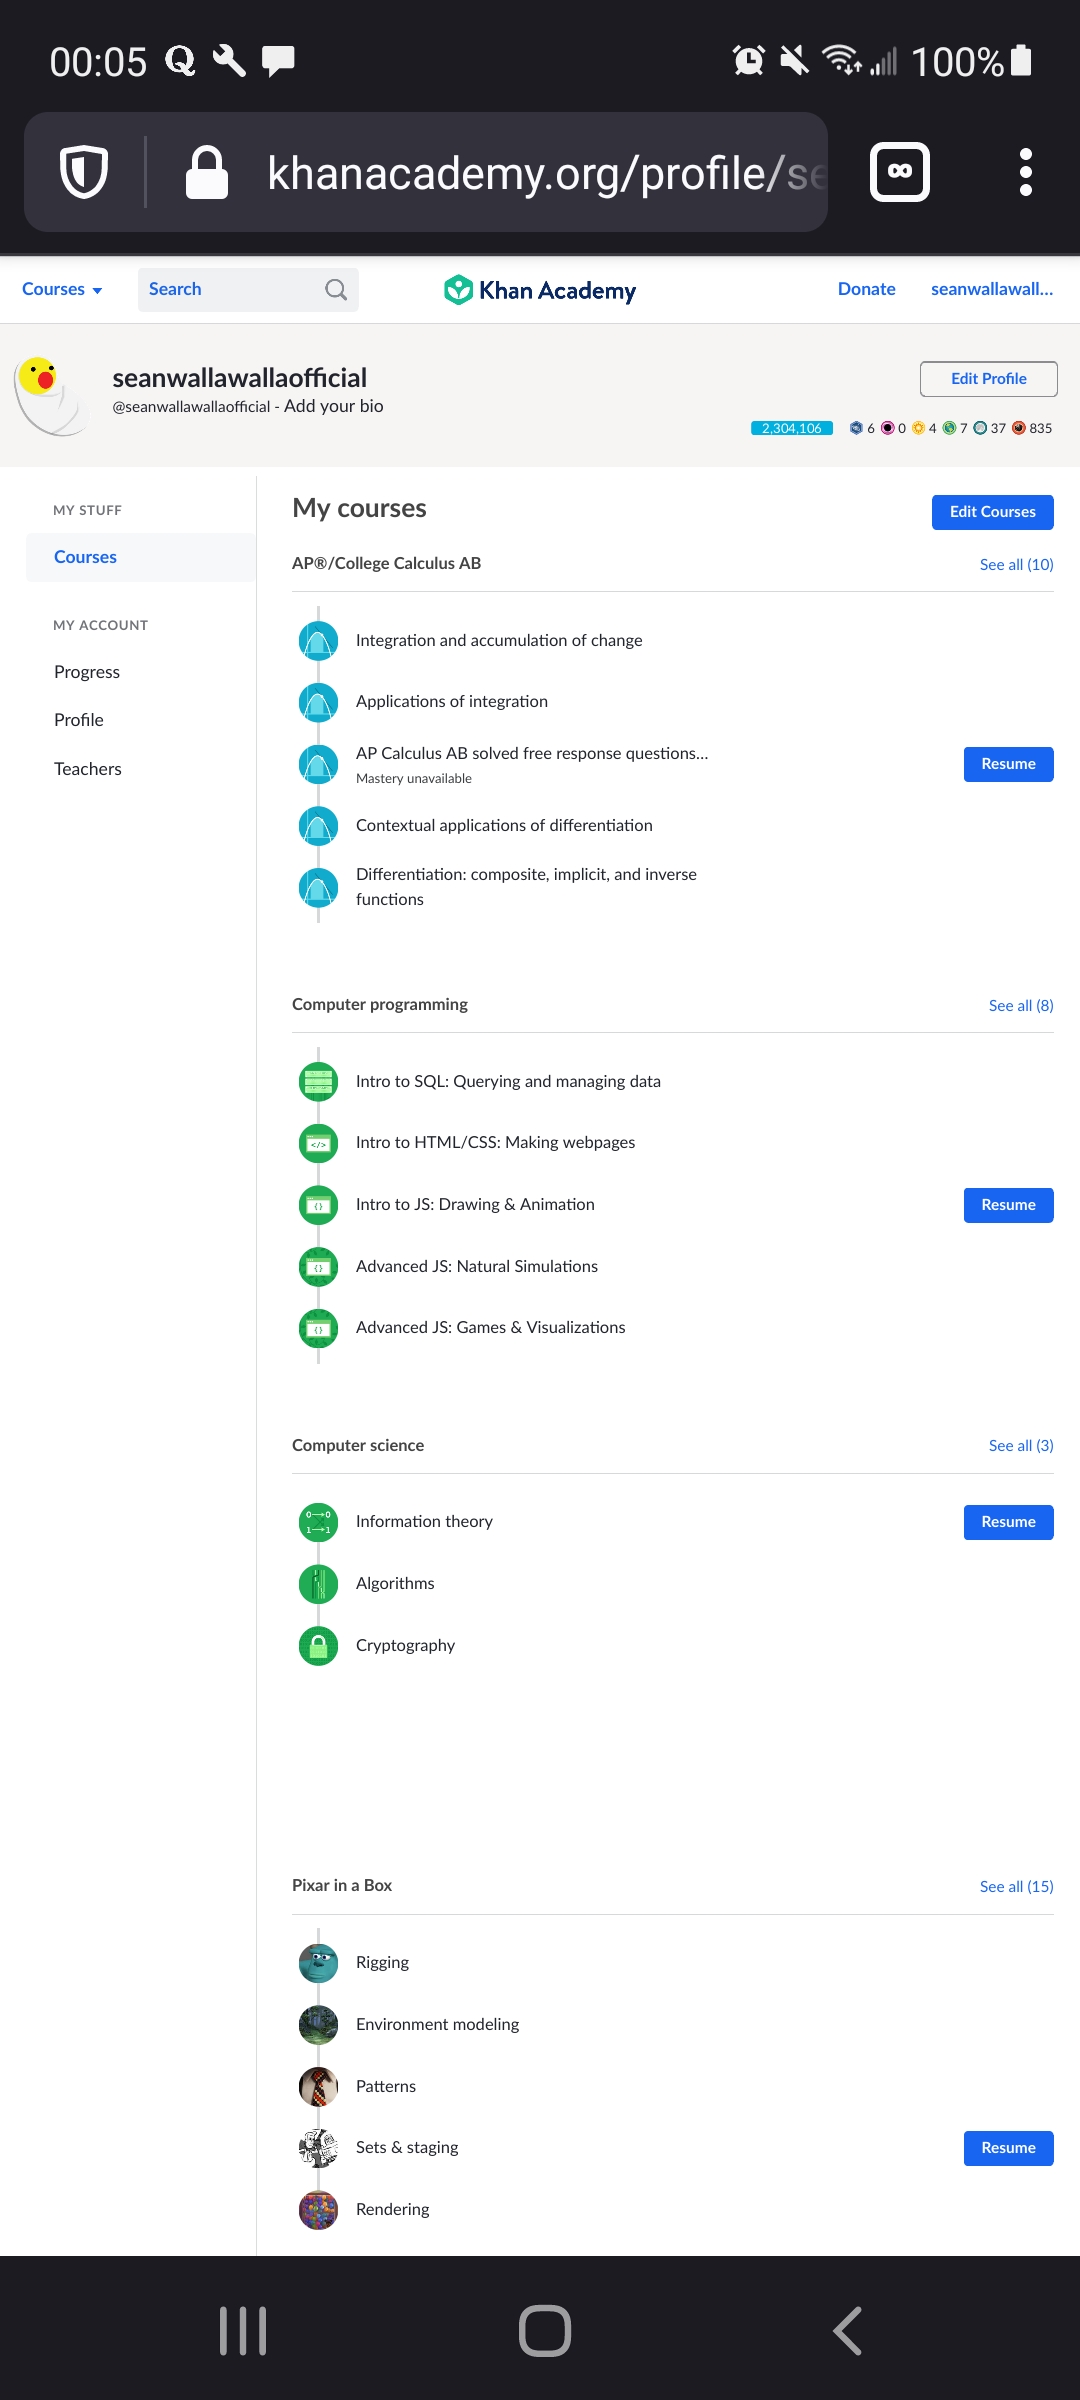 00:05
100%
khanacademy.org/profile/se
Courses
Search
Khan Academy
Donate
seanwallawall...
seanwallawallaofficial
@seanwallawallaofficial - Add your bio
Edit Profile
2,304,106
6
0
4
7
37
835
MY STUFF
Courses
MY ACCOUNT
Progress
Profile
Teachers
My courses
Edit Courses
AP®/College Calculus AB
See all (10)
Integration and accumulation of change
Applications of integration
AP Calculus AB solved free response questions...
Mastery unavailable
Resume
Contextual applications of differentiation
Differentiation: composite, implicit, and inverse
functions
Computer programming
See all (8)
Intro to SQL: Querying and managing data
Intro to HTML/CSS: Making webpages
Intro to JS: Drawing & Animation
Resume
Advanced JS: Natural Simulations
Advanced JS: Games & Visualizations
Computer science
See all (3)
Information theory
Resume
Algorithms
Cryptography
Pixar in a Box
See all (15)
Rigging
Environment modeling
Patterns
Sets & staging
Resume
Rendering